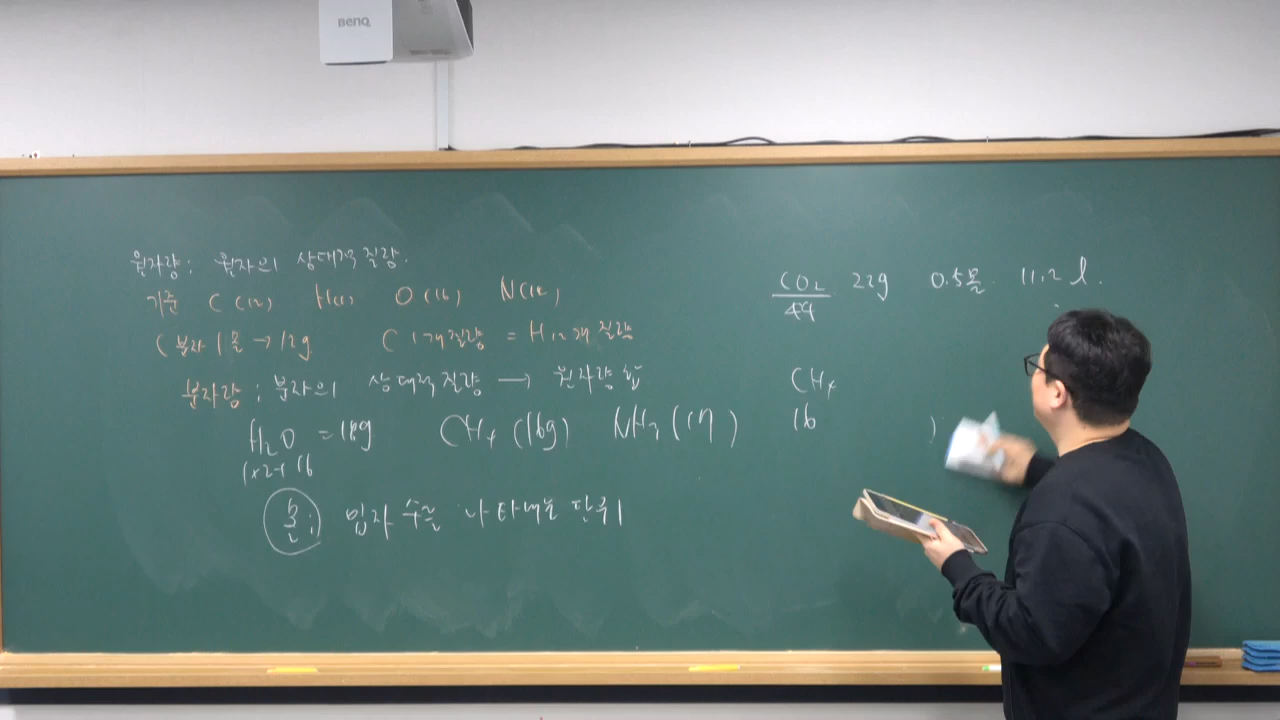 BenQ
원자량 : 원자의 상대적 질량.
기준 C (12) H(1) O (16) N(14)
C 분자 1몰 → 12g C 1개 질량 = H 12개 질량
분자량 : 분자의 상대적 질량 → 원자량 합
H₂O = 18g CH₄ (16g) NH₃ (17)
1×2+16
몰 ; 입자 수를 나타내는 단위
CO₂ 22g 0.5몰 11.2 l.
44
CH₄
16